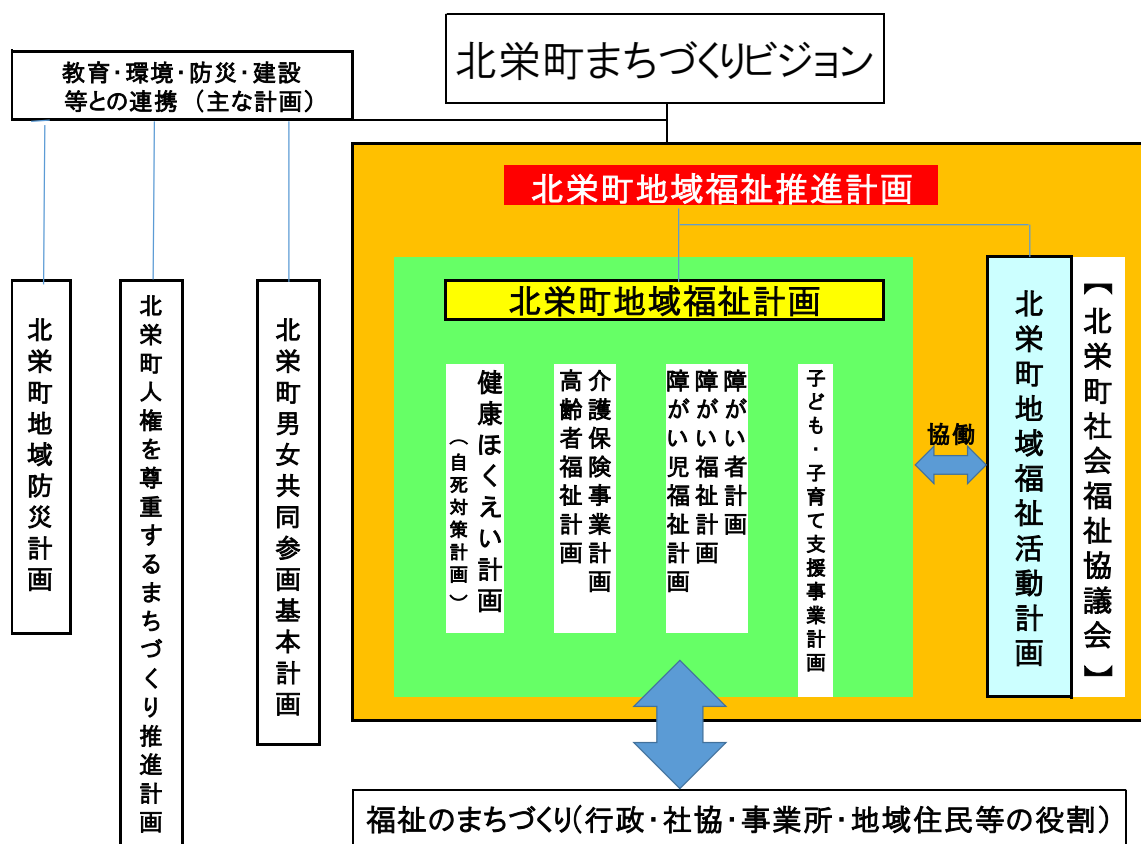 北栄町まちづくりビジョン
教育・環境・防災・建設
等との連携（主な計画）
北栄町地域福祉推進計画
北栄町地域福祉計画
北栄町地域防災計画
北栄町人権を尊重するまちづくり推進計画
北栄町男女共同参画基本計画
健康ほくえい計画
（自死対策計画）
介護保険事業計画
高齢者福祉計画
障がい者計画
障がい福祉計画
障がい児福祉計画
子ども・子育て支援事業計画
協働
【北栄町社会福祉協議会】
北栄町地域福祉活動計画
福祉のまちづくり(行政・社協・事業所・地域住民等の役割)